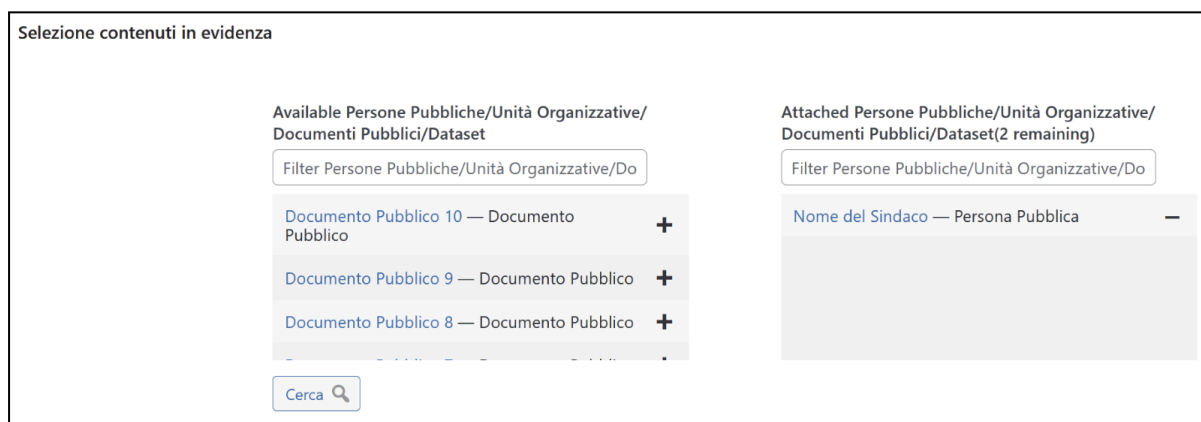 Selezione contenuti in evidenza
Available Persone Pubbliche/Unità Organizzative/
Documenti Pubblici/Dataset
Filter Persone Pubbliche/Unità Organizzative/Do
Documento Pubblico 10 — Documento
Pubblico
Documento Pubblico 9 — Documento Pubblico
Documento Pubblico 8 — Documento Pubblico
Cerca
Attached Persone Pubbliche/Unità Organizzative/
Documenti Pubblici/Dataset(2 remaining)
Filter Persone Pubbliche/Unità Organizzative/Do
Nome del Sindaco — Persona Pubblica